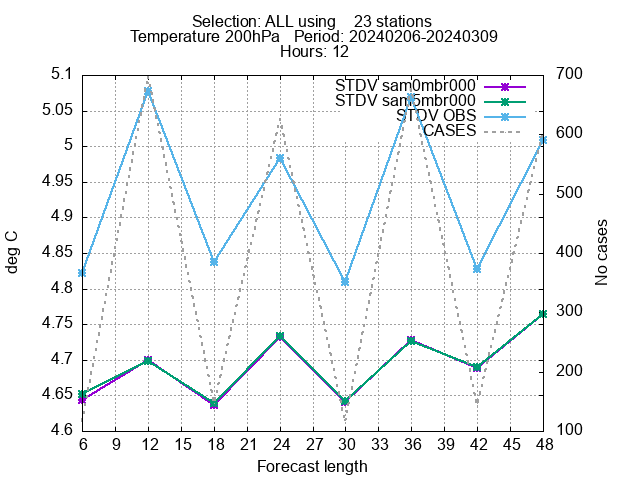 Selection: ALL using    23 stations
Temperature 200hPa   Period: 20240206-20240309
Hours: 12
STDV sam0mbr000
STDV sam5mbr000
STDV OBS
CASES
5.1
5.05
5
4.95
4.9
4.85
4.8
4.75
4.7
4.65
4.6
deg C
700
600
500
400
300
200
100
No cases
6 9 12 15 18 21 24 27 30 33 36 39 42 45 48
Forecast length